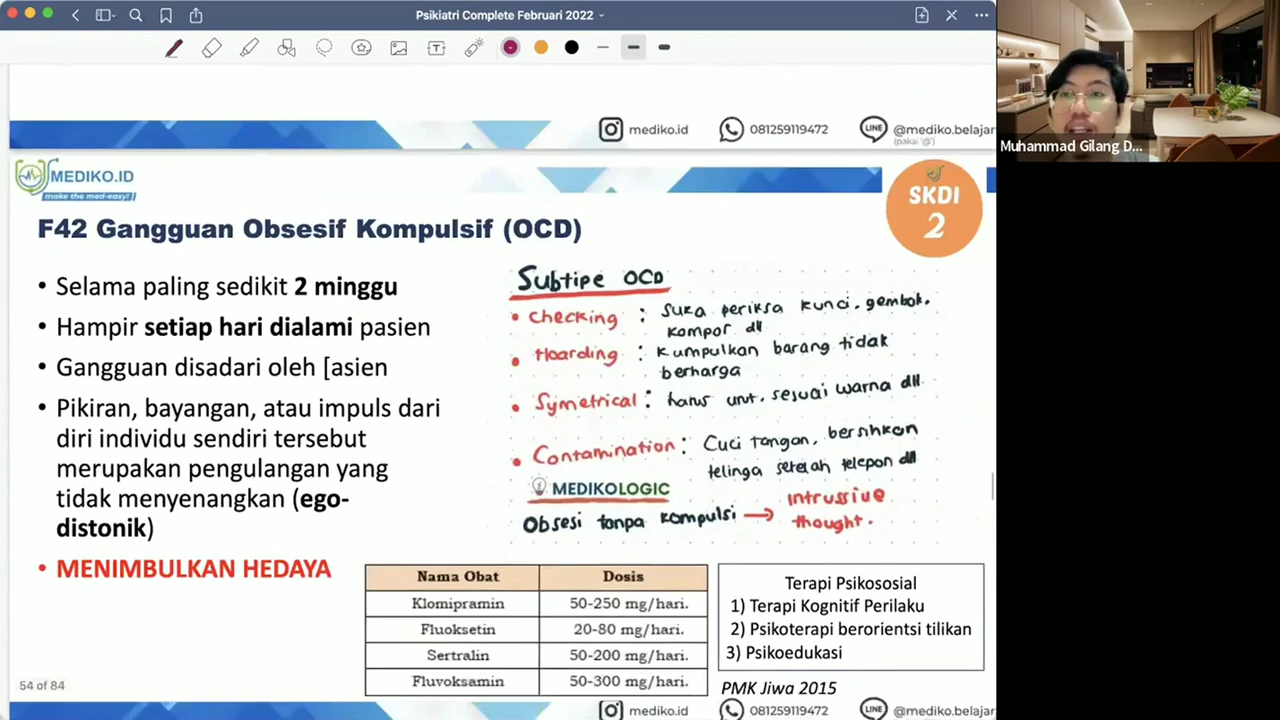 Psikiatri Complete Februari 2022
mediko.id
081259119472
@mediko.belajar
(pakai '@')
Muhammad Gilang D...
MEDIKO.ID
make the med-easy!
SKDI
2
F42 Gangguan Obsesif Kompulsif (OCD)
• Selama paling sedikit 2 minggu
• Hampir setiap hari dialami pasien
• Gangguan disadari oleh [asien
• Pikiran, bayangan, atau impuls dari
diri individu sendiri tersebut
merupakan pengulangan yang
tidak menyenangkan (ego-
distonik)
• MENIMBULKAN HEDAYA
Subtipe OCD
• Checking : Suka periksa kunci, gembok,
kompor dll
• Hoarding : kumpulkan barang tidak
berharga
• Symetrical : harus urut, sesuai warna dll
• Contamination : Cuci tangan, bersihkan
telinga setelah telepon dll
MEDIKOLOGIC
Obsesi tanpa kompulsi → intrussive
thought.
Nama Obat Dosis
Klomipramin 50-250 mg/hari.
Fluoksetin 20-80 mg/hari.
Sertralin 50-200 mg/hari.
Fluvoksamin 50-300 mg/hari.
Terapi Psikososial
1) Terapi Kognitif Perilaku
2) Psikoterapi berorientsi tilikan
3) Psikoedukasi
PMK Jiwa 2015
54 of 84
mediko.id
081259119472
@mediko.belajar